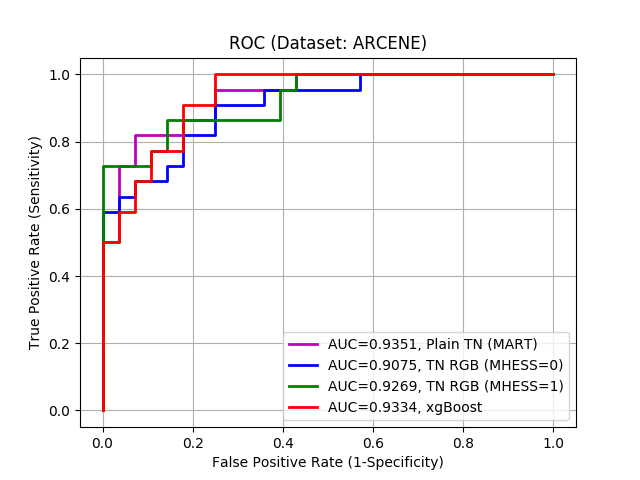 ROC (Dataset: ARCENE)
True Positive Rate (Sensitivity)
1.0
0.8
0.6
0.4
0.2
0.0
AUC=0.9351, Plain TN (MART)
AUC=0.9075, TN RGB (MHESS=0)
AUC=0.9269, TN RGB (MHESS=1)
AUC=0.9334, xgBoost
0.0 0.2 0.4 0.6 0.8 1.0
False Positive Rate (1-Specificity)